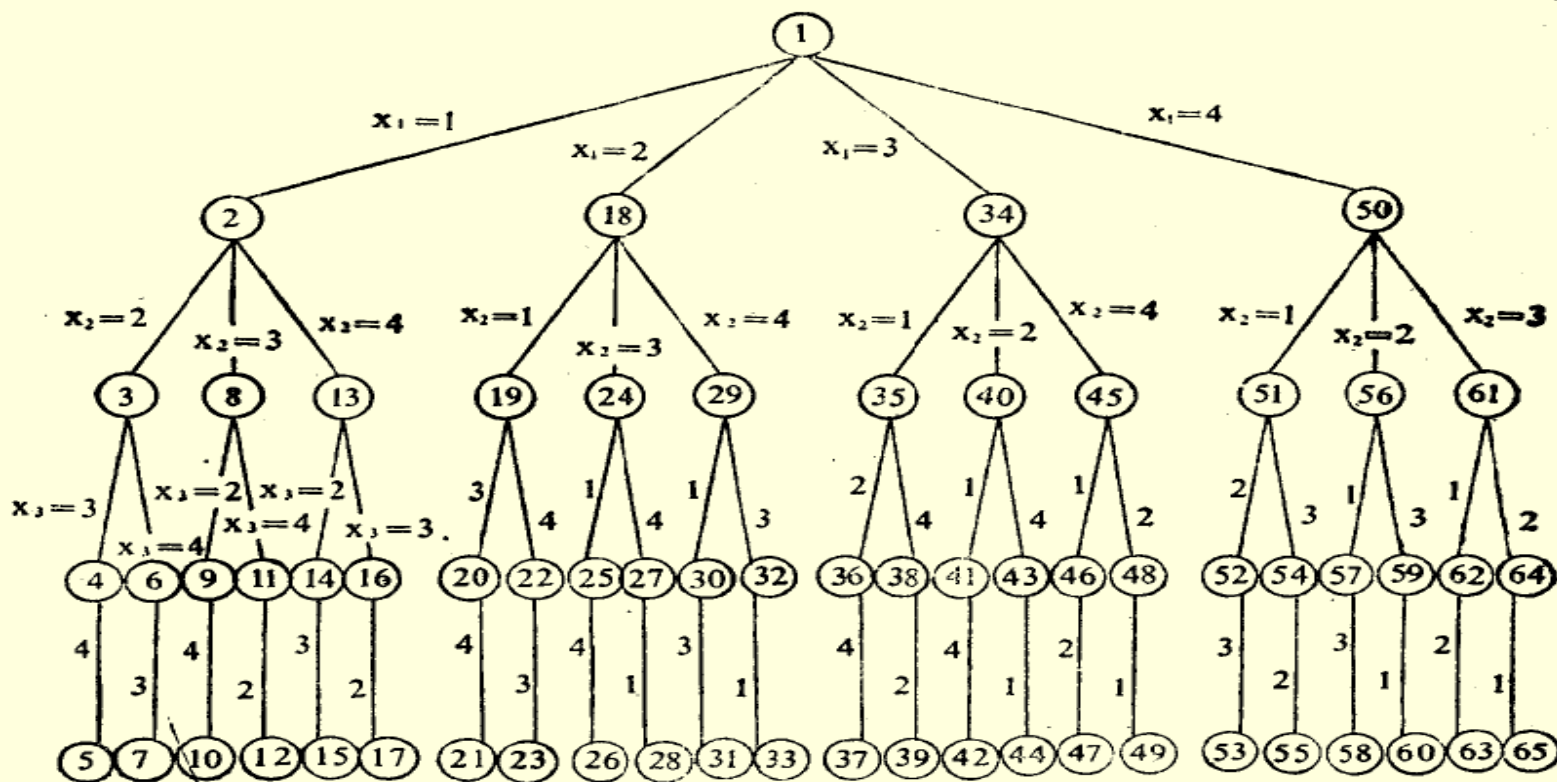 1
x₁=1 x₁=2 x₁=3 x₁=4
2 18 34 50
x₂=2 x₂=3 x₂=4 x₂=1 x₂=3 x₂=4 x₂=1 x₂=2 x₂=4 x₂=1 x₂=2 x₂=3
3 8 13 19 24 29 35 40 45 51 56 61
x₃=3 x₃=4 x₃=2 x₃=4 x₃=2 x₃=3 3 4 1 4 1 3 2 4 1 4 1 2 2 3 1 3 1 2
4 6 9 11 14 16 20 22 25 27 30 32 36 38 41 43 46 48 52 54 57 59 62 64
4 3 4 2 3 2 4 3 4 1 3 1 4 2 4 1 2 1 3 2 3 1 2 1
5 7 10 12 15 17 21 23 26 28 31 33 37 39 42 44 47 49 53 55 58 60 63 65